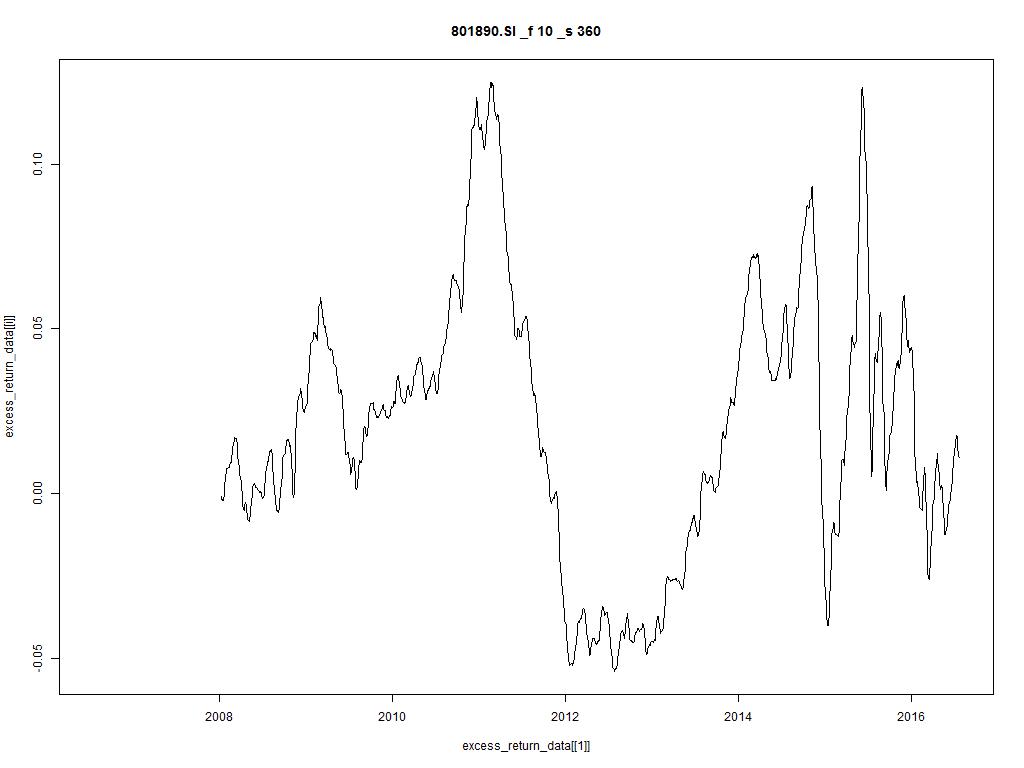 801890.SI _f 10 _s 360
excess_return_data[[i]]
0.10
0.05
0.00
-0.05
2008 2010 2012 2014 2016
excess_return_data[[1]]